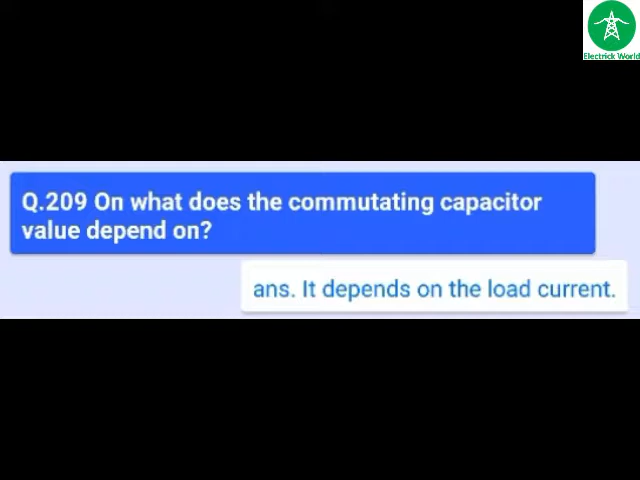 Electrick World
Q.209 On what does the commutating capacitor
value depend on?
ans. It depends on the load current.